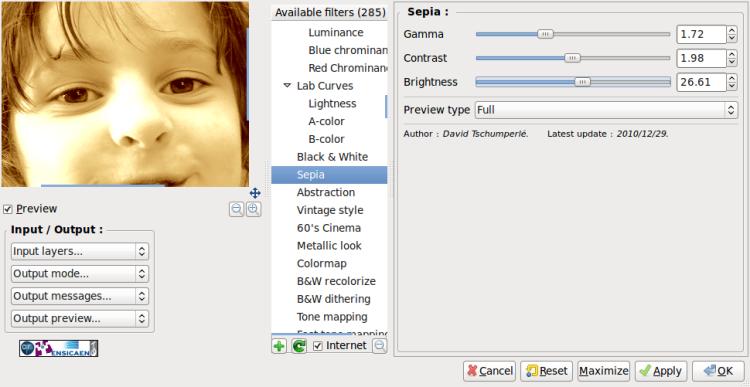 Preview
Input / Output :
Input layers...
Output mode...
Output messages...
Output preview...
ENSICAEN
Available filters (285)
Luminance
Blue chrominan
Red Chrominan
Lab Curves
Lightness
A-color
B-color
Black & White
Sepia
Abstraction
Vintage style
60's Cinema
Metallic look
Colormap
B&W recolorize
B&W dithering
Tone mapping
Internet
Sepia :
Gamma 1.72
Contrast 1.98
Brightness 26.61
Preview type Full
Author : David Tschumperlé. Latest update : 2010/12/29.
Cancel Reset Maximize Apply OK